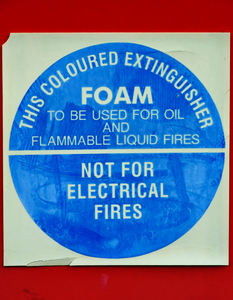 THIS COLOURED EXTINGUISHER
FOAM
TO BE USED FOR OIL
AND
FLAMMABLE LIQUID FIRES
NOT FOR
ELECTRICAL
FIRES